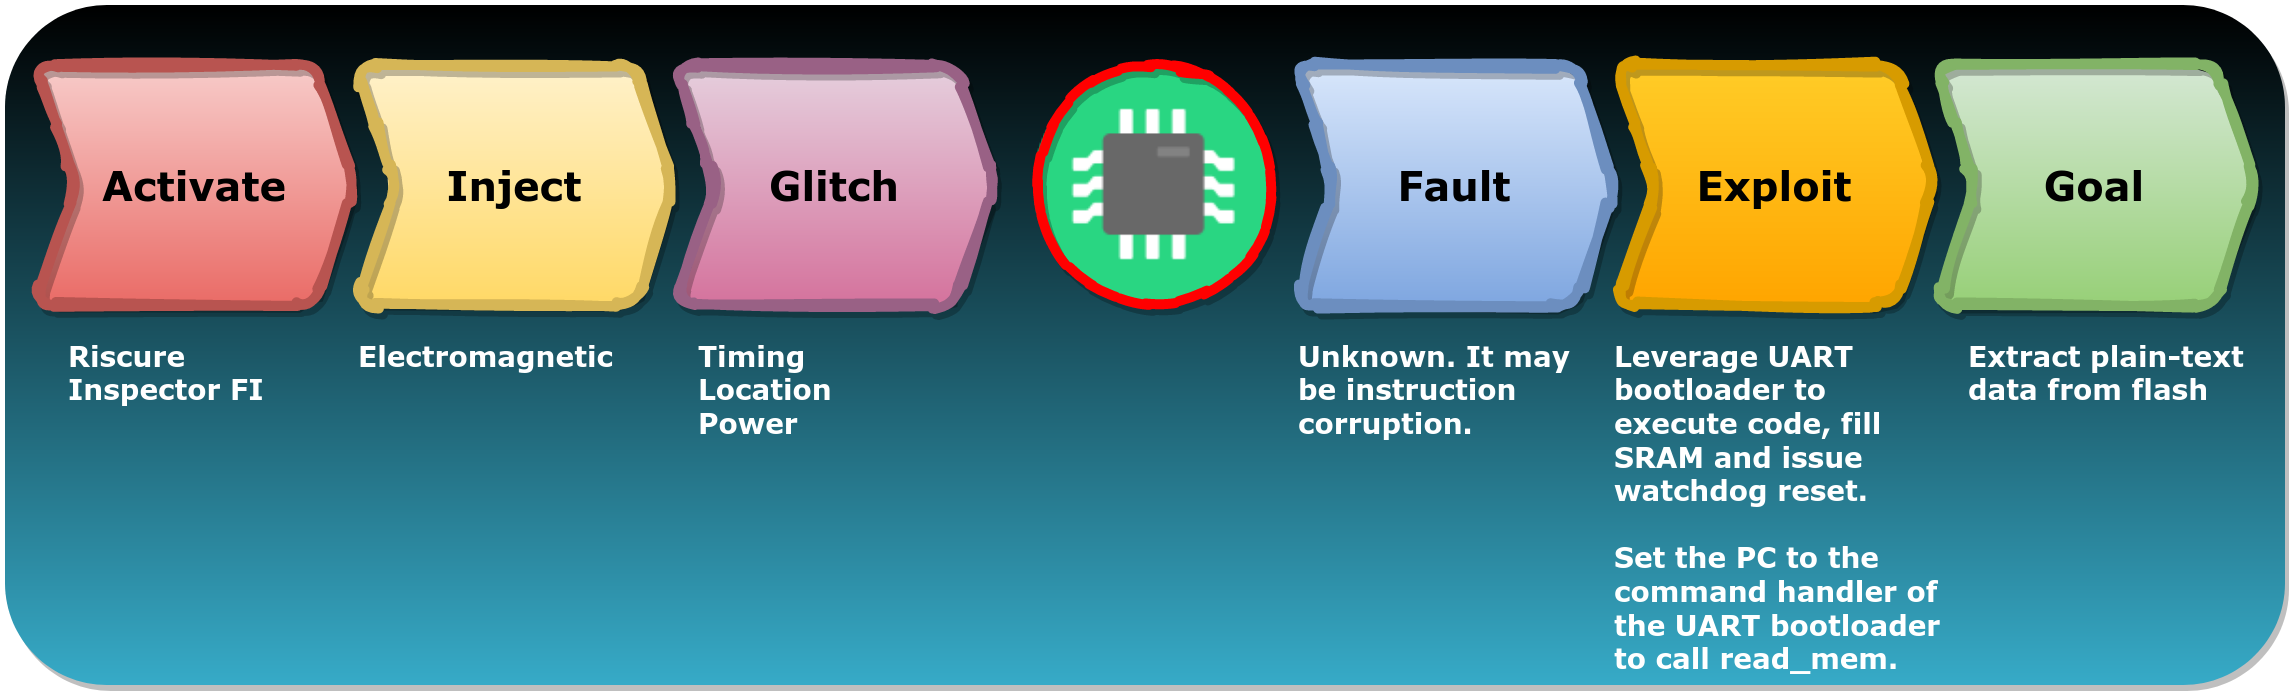 Activate
Inject
Glitch
Fault
Exploit
Goal
Riscure
Inspector FI
Electromagnetic
Timing
Location
Power
Unknown. It may
be instruction
corruption.
Leverage UART
bootloader to
execute code, fill
SRAM and issue
watchdog reset.
Set the PC to the
command handler of
the UART bootloader
to call read_mem.
Extract plain-text
data from flash